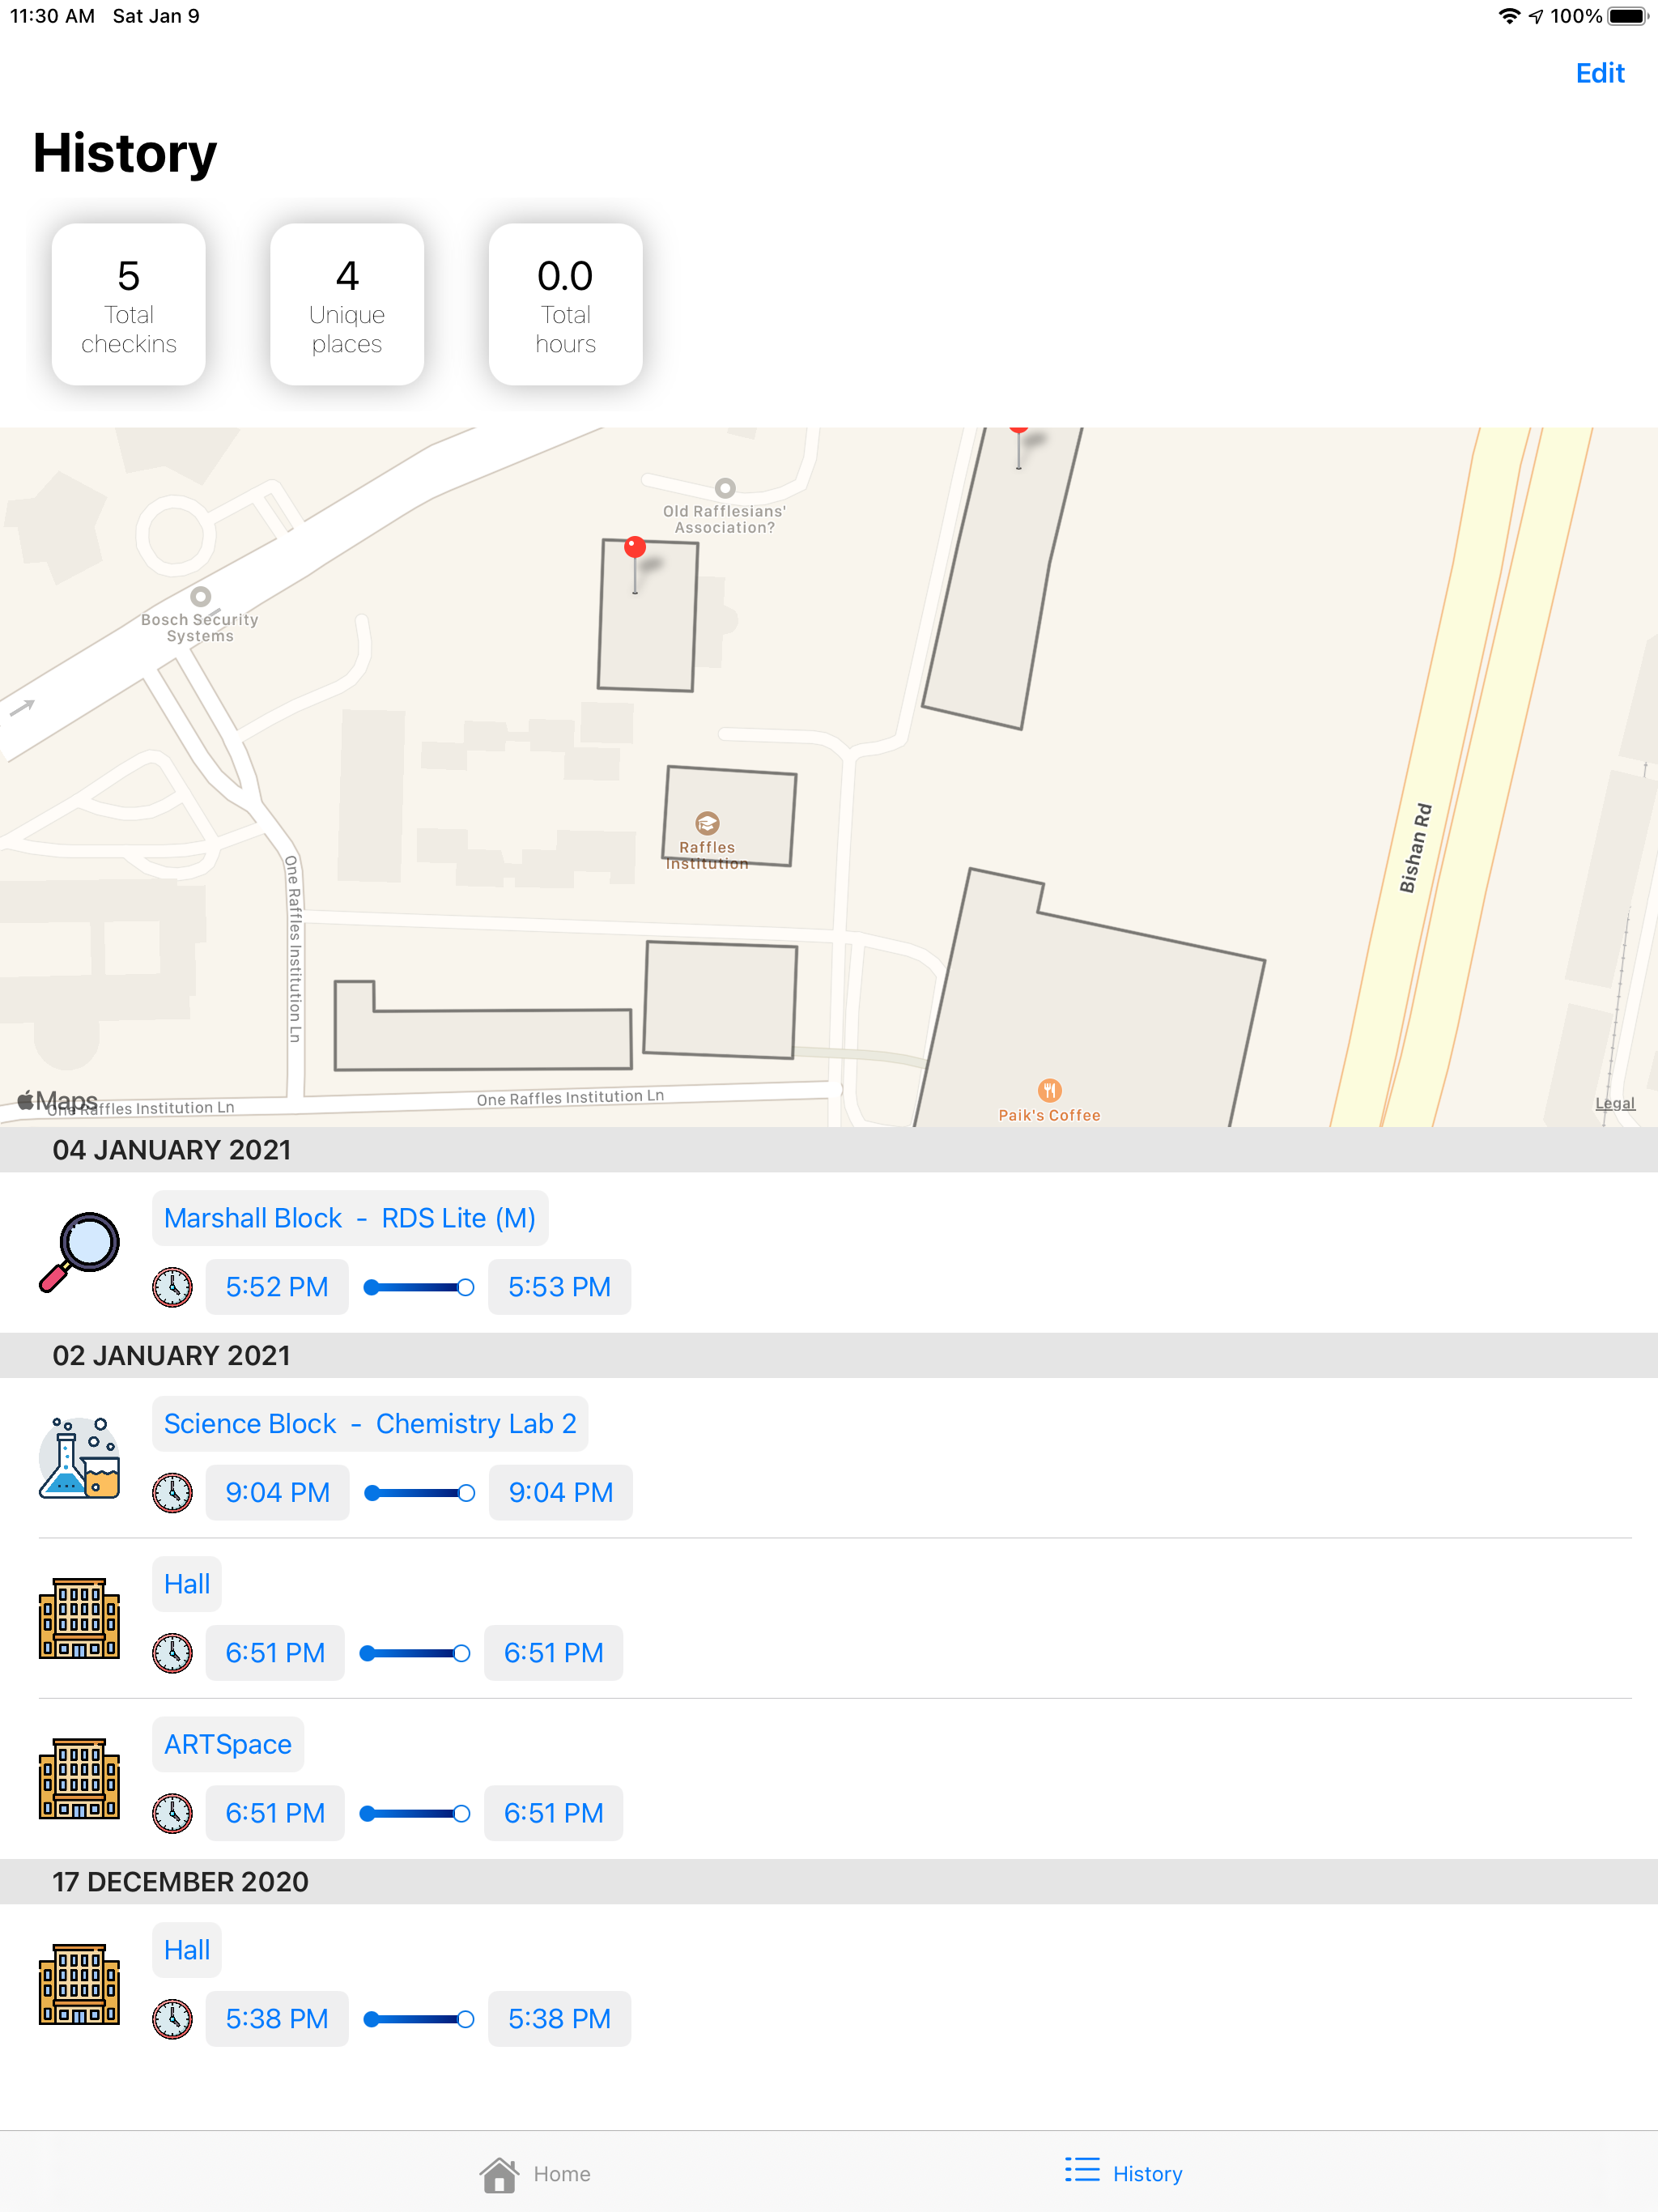 11:30 AM Sat Jan 9
100%
Edit
History
5
Total
checkins
4
Unique
places
0.0
Total
hours
Old Rafflesians'
Association?
Bosch Security
Systems
Raffles
Institution
Bishan Rd
One Raffles Institution Ln
One Raffles Institution Ln
Maps
One Raffles Institution Ln
Paik's Coffee
Legal
04 JANUARY 2021
Marshall Block - RDS Lite (M)
5:52 PM
5:53 PM
02 JANUARY 2021
Science Block - Chemistry Lab 2
9:04 PM
9:04 PM
Hall
6:51 PM
6:51 PM
ARTSpace
6:51 PM
6:51 PM
17 DECEMBER 2020
Hall
5:38 PM
5:38 PM
Home
History